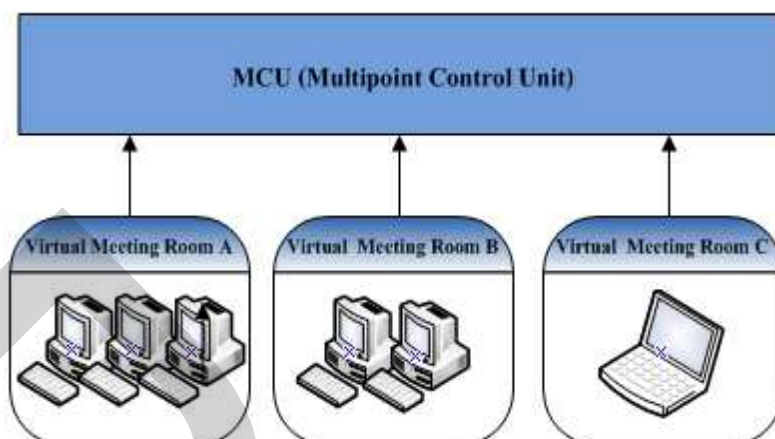 MCU (Multipoint Control Unit)
Virtual Meeting Room A
Virtual Meeting Room B
Virtual Meeting Room C